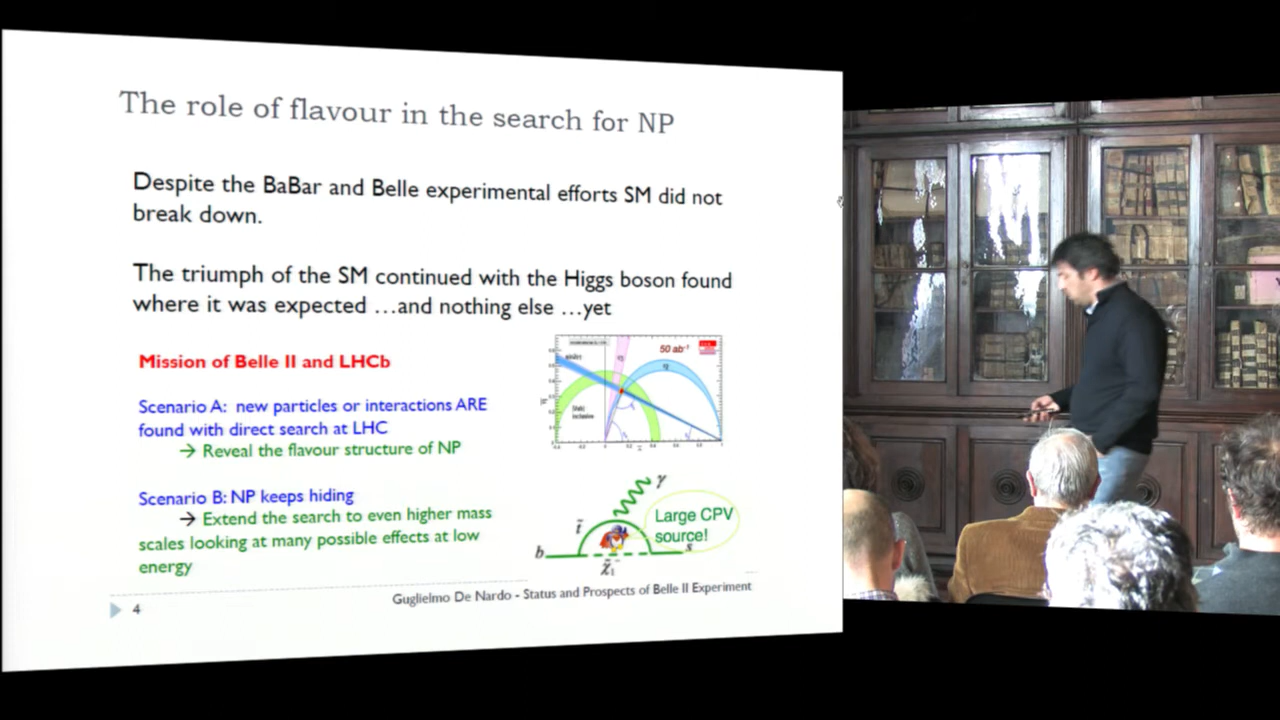 The role of flavour in the search for NP
Despite the BaBar and Belle experimental efforts SM did not
break down.
The triumph of the SM continued with the Higgs boson found
where it was expected ...and nothing else ...yet
Mission of Belle II and LHCb
Scenario A: new particles or interactions ARE
found with direct search at LHC
→ Reveal the flavour structure of NP
Scenario B: NP keeps hiding
→ Extend the search to even higher mass
scales looking at many possible effects at low
energy
50 ab⁻¹
γ
Large CPV
source!
t̃
b
s
χ̃₁⁻
Guglielmo De Nardo - Status and Prospects of Belle II Experiment
4